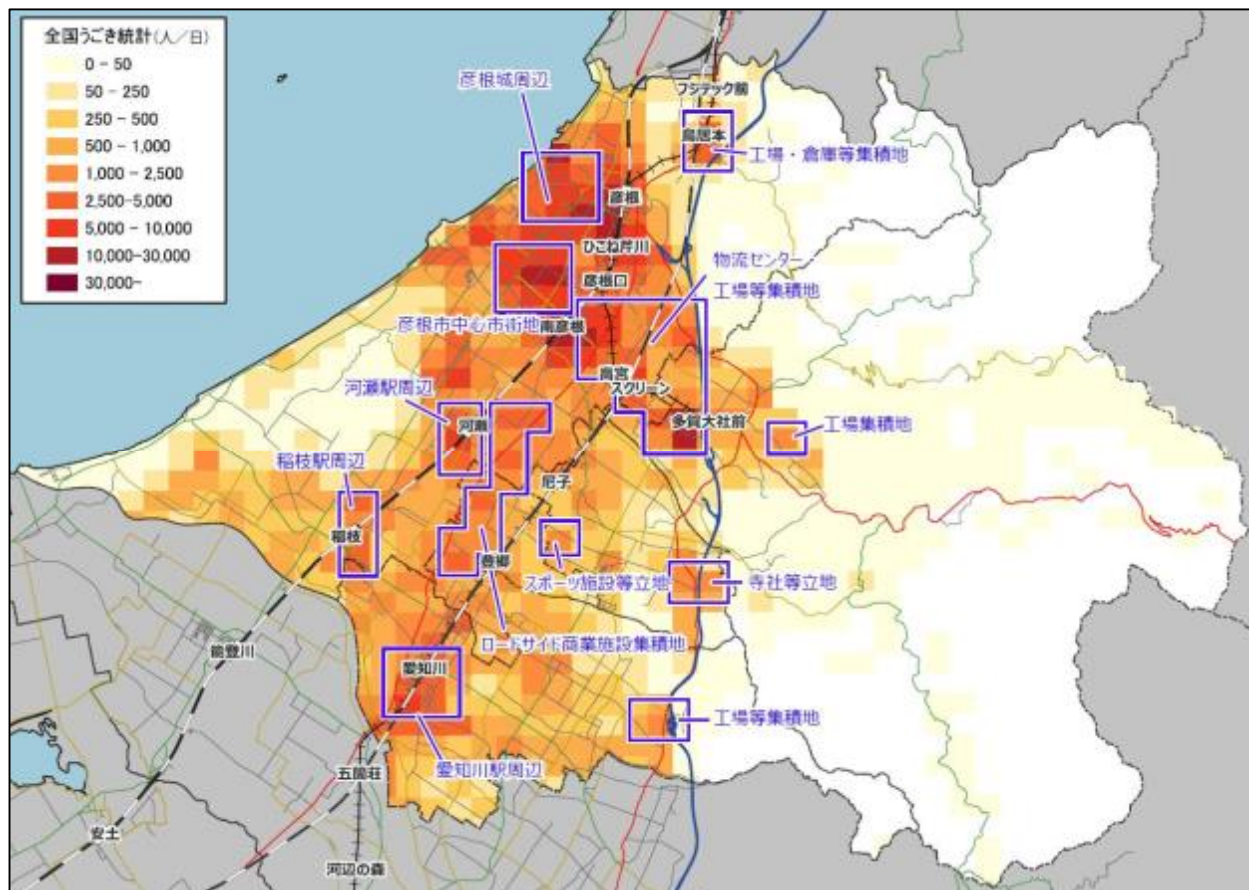 全国うごき統計(人/日)
0 - 50
50 - 250
250 - 500
500 - 1,000
1,000 - 2,500
2,500-5,000
5,000 - 10,000
10,000-30,000
30,000-
彦根城周辺
フジテック前
鳥居本
工場・倉庫等集積地
彦根
ひこね芹川
物流センター
彦根口
工場等集積地
彦根市中心市街地
南彦根
高宮
スクリーン
河瀬駅周辺
多賀大社前
河瀬
工場集積地
稲枝駅周辺
尼子
稲枝
豊郷
スポーツ施設等立地
寺社等立地
ロードサイド商業施設集積地
能登川
愛知川
工場等集積地
愛知川駅周辺
五箇荘
安土
河辺の森